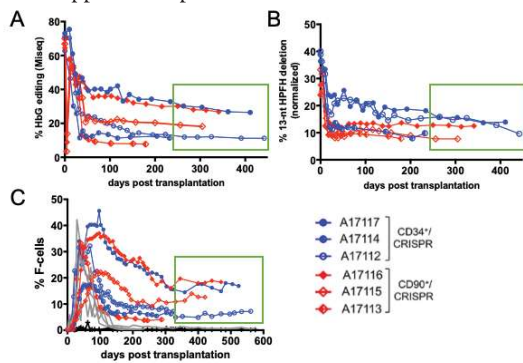 A
% HbG editing (Miseq)
80
60
40
20
0
0
100
200
300
400
days post transplantation
B
% 13-nt HPFH deletion
(normalized)
50
40
30
20
10
0
0
100
200
300
400
days post transplantation
C
% F-cells
50
40
30
20
10
0
0
100
200
300
400
500
600
days post transplantation
A17117
A17114
A17112
CD34+/
CRISPR
A17116
A17115
A17113
CD90+/
CRISPR